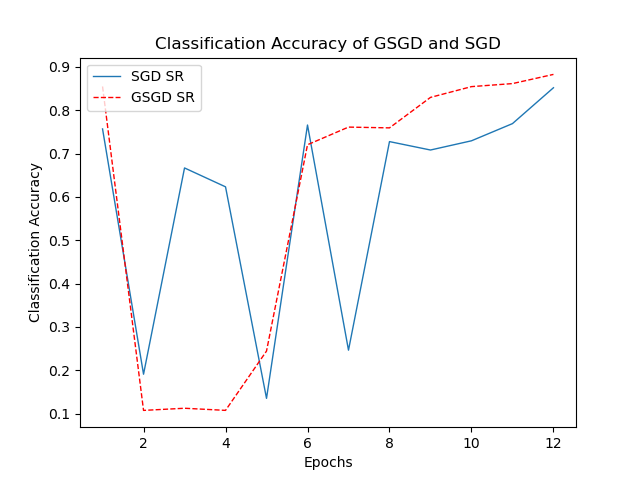 Classification Accuracy of GSGD and SGD
SGD SR
GSGD SR
Classification Accuracy
0.9
0.8
0.7
0.6
0.5
0.4
0.3
0.2
0.1
2 4 6 8 10 12
Epochs